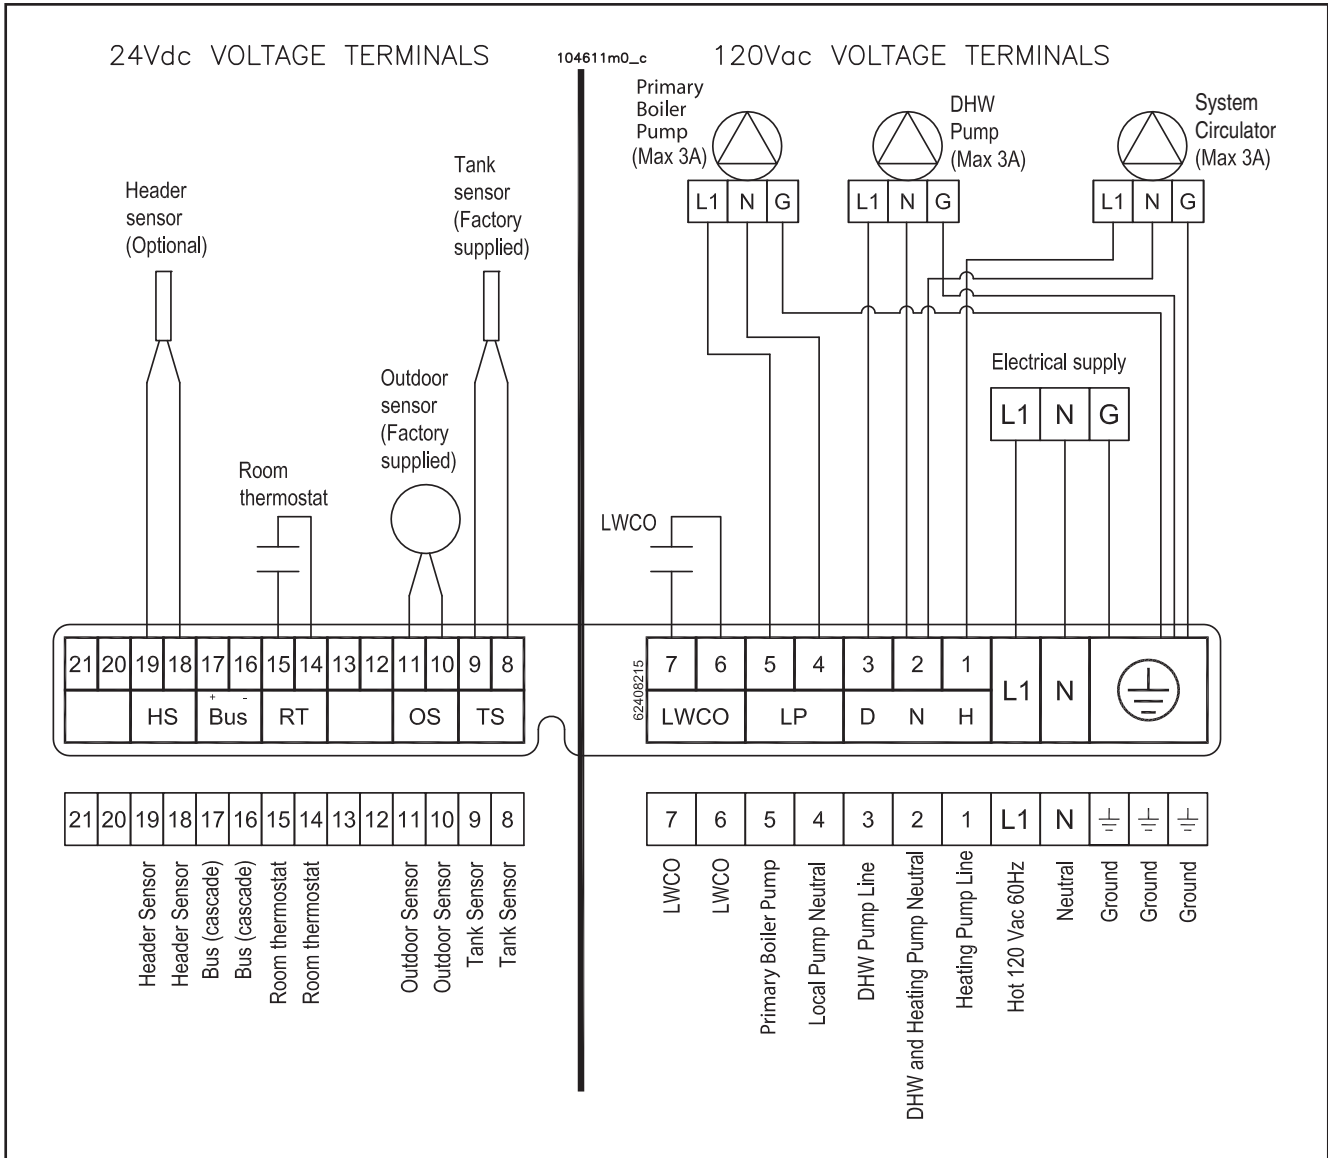 24Vdc VOLTAGE TERMINALS
104611m0_c
120Vac VOLTAGE TERMINALS
Header
sensor
(Optional)
Tank
sensor
(Factory
supplied)
Outdoor
sensor
(Factory
supplied)
Room
thermostat
Primary
Boiler
Pump
(Max 3A)
L1 N G
DHW
Pump
(Max 3A)
L1 N G
System
Circulator
(Max 3A)
L1 N G
Electrical supply
L1 N G
LWCO
21 20 19 18 17 16 15 14 13 12 11 10 9 8
HS + Bus - RT OS TS
62408215
7 6 5 4 3 2 1 L1 N
LWCO LP D N H
21 20 19 18 17 16 15 14 13 12 11 10 9 8
Header Sensor
Header Sensor
Bus (cascade)
Bus (cascade)
Room thermostat
Room thermostat
Outdoor Sensor
Outdoor Sensor
Tank Sensor
Tank Sensor
7 6 5 4 3 2 1 L1 N
LWCO
LWCO
Primary Boiler Pump
Local Pump Neutral
DHW Pump Line
DHW and Heating Pump Neutral
Heating Pump Line
Hot 120 Vac 60Hz
Neutral
Ground
Ground
Ground